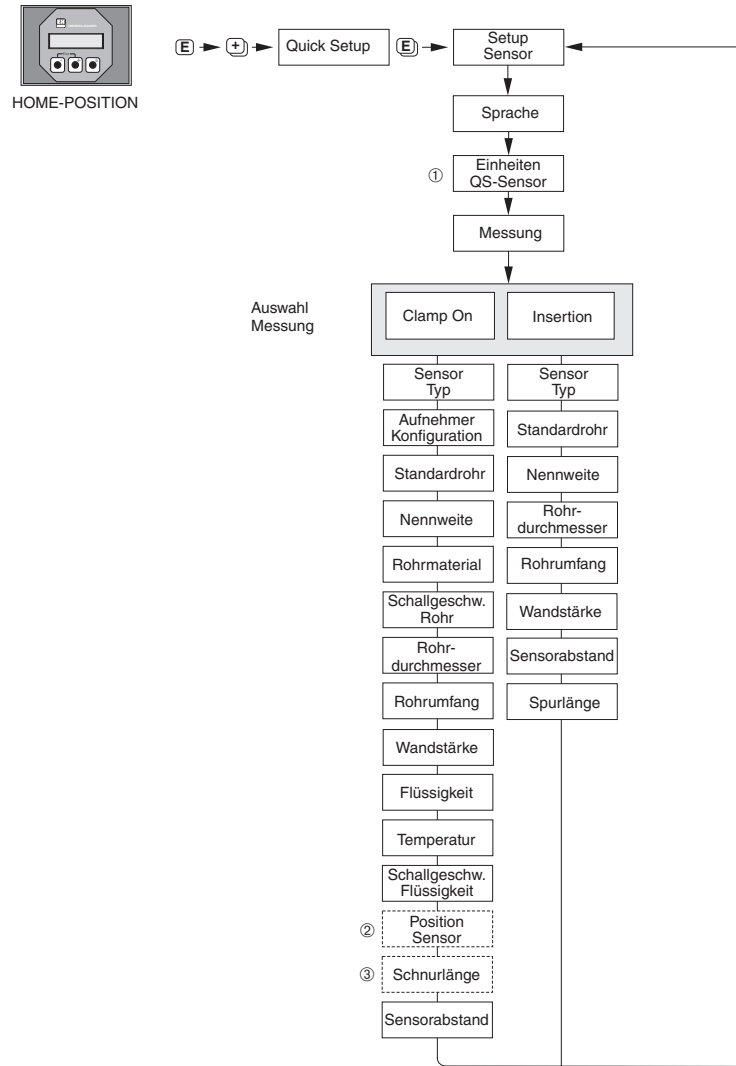 HOME-POSITION
E
+
Quick Setup
E
Setup
Sensor
Sprache
①
Einheiten
QS-Sensor
Messung
Auswahl
Messung
Clamp On
Insertion
Sensor
Typ
Aufnehmer
Konfiguration
Standardrohr
Nennweite
Rohrmaterial
Schallgeschw.
Rohr
Rohr-
durchmesser
Rohrumfang
Wandstärke
Flüssigkeit
Temperatur
Schallgeschw.
Flüssigkeit
②
Position
Sensor
③
Schnurlänge
Sensorabstand
Sensor
Typ
Standardrohr
Nennweite
Rohr-
durchmesser
Rohrumfang
Wandstärke
Sensorabstand
Spurlänge